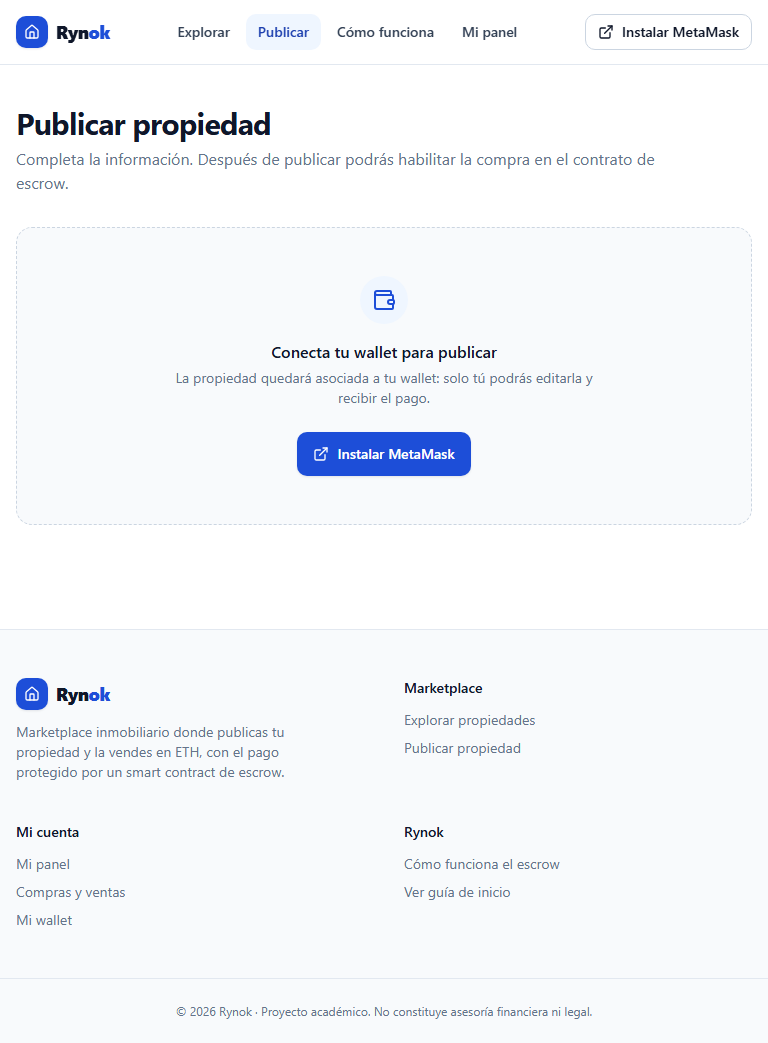 Rynok
Explorar
Publicar
Cómo funciona
Mi panel
Instalar MetaMask
Publicar propiedad
Completa la información. Después de publicar podrás habilitar la compra en el contrato de
escrow.
Conecta tu wallet para publicar
La propiedad quedará asociada a tu wallet: solo tú podrás editarla y
recibir el pago.
Instalar MetaMask
Rynok
Marketplace inmobiliario donde publicas tu
propiedad y la vendes en ETH, con el pago
protegido por un smart contract de escrow.
Marketplace
Explorar propiedades
Publicar propiedad
Mi cuenta
Mi panel
Compras y ventas
Mi wallet
Rynok
Cómo funciona el escrow
Ver guía de inicio
© 2026 Rynok · Proyecto académico. No constituye asesoría financiera ni legal.